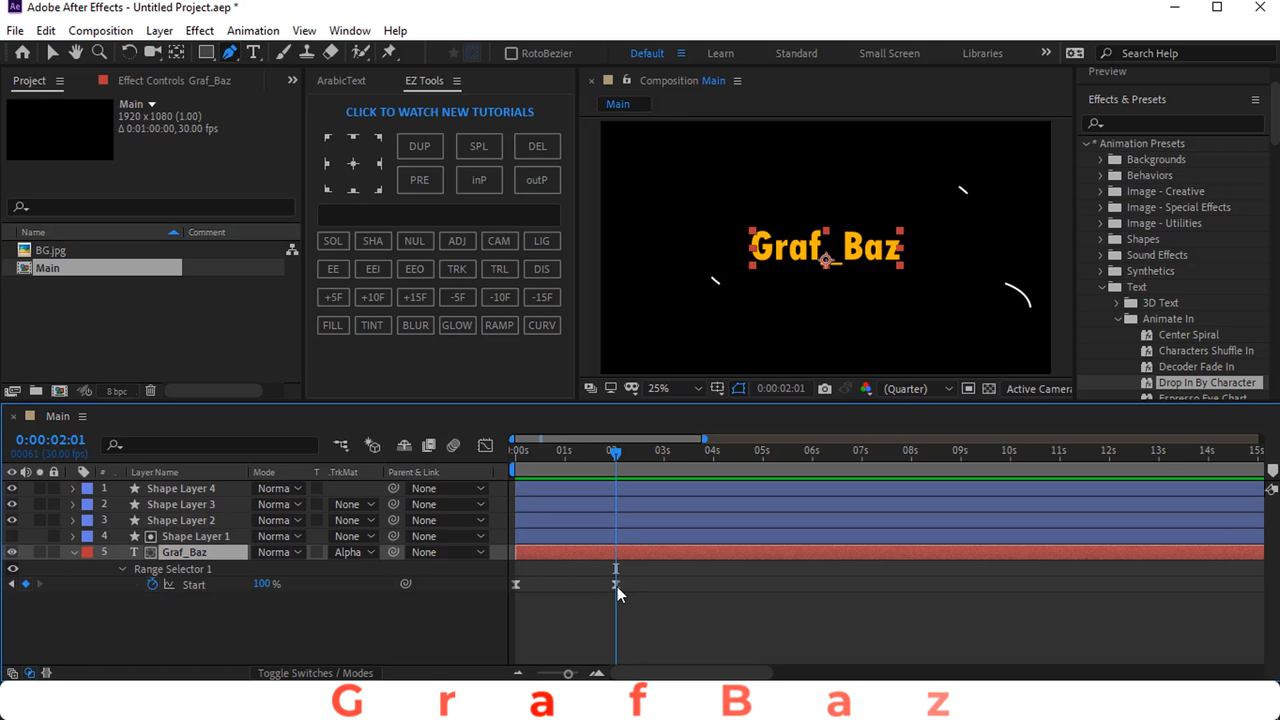 Adobe After Effects - Untitled Project.aep *
File Edit Composition Layer Effect Animation View Window Help
RotoBezier Default Learn Standard Small Screen Libraries Search Help
Project Effect Controls Graf_Baz
Main
1920 x 1080 (1.00)
Δ 0:01:00:00, 30.00 fps
Name Comment
BG.jpg
Main
8 bpc
ArabicText EZ Tools
CLICK TO WATCH NEW TUTORIALS
DUP SPL DEL
PRE inP outP
SOL SHA NUL ADJ CAM LIG
EE EEI EEO TRK TRL DIS
+5F +10F +15F -5F -10F -15F
FILL TINT BLUR GLOW RAMP CURV
Composition Main
Main
Graf_Baz
25% 0:00:02:01 (Quarter) Active Camera
Preview
Effects & Presets
* Animation Presets
Backgrounds
Behaviors
Image - Creative
Image - Special Effects
Image - Utilities
Shapes
Sound Effects
Synthetics
Text
3D Text
Animate In
Center Spiral
Characters Shuffle In
Decoder Fade In
Drop In By Character
Main
0:00:02:01
00061 (30.00 fps)
# Layer Name Mode T TrkMat Parent & Link
:00s 01s 02s 03s 04s 05s 06s 07s 08s 09s 10s 11s 12s 13s 14s 15s
1 Shape Layer 4 Norma None
2 Shape Layer 3 Norma None None
3 Shape Layer 2 Norma None None
4 Shape Layer 1 Norma None None
5 Graf_Baz Norma Alpha None
Range Selector 1
Start 100 %
Toggle Switches / Modes
G r a f B a z